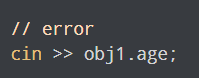 // error
cin >> obj1.age;